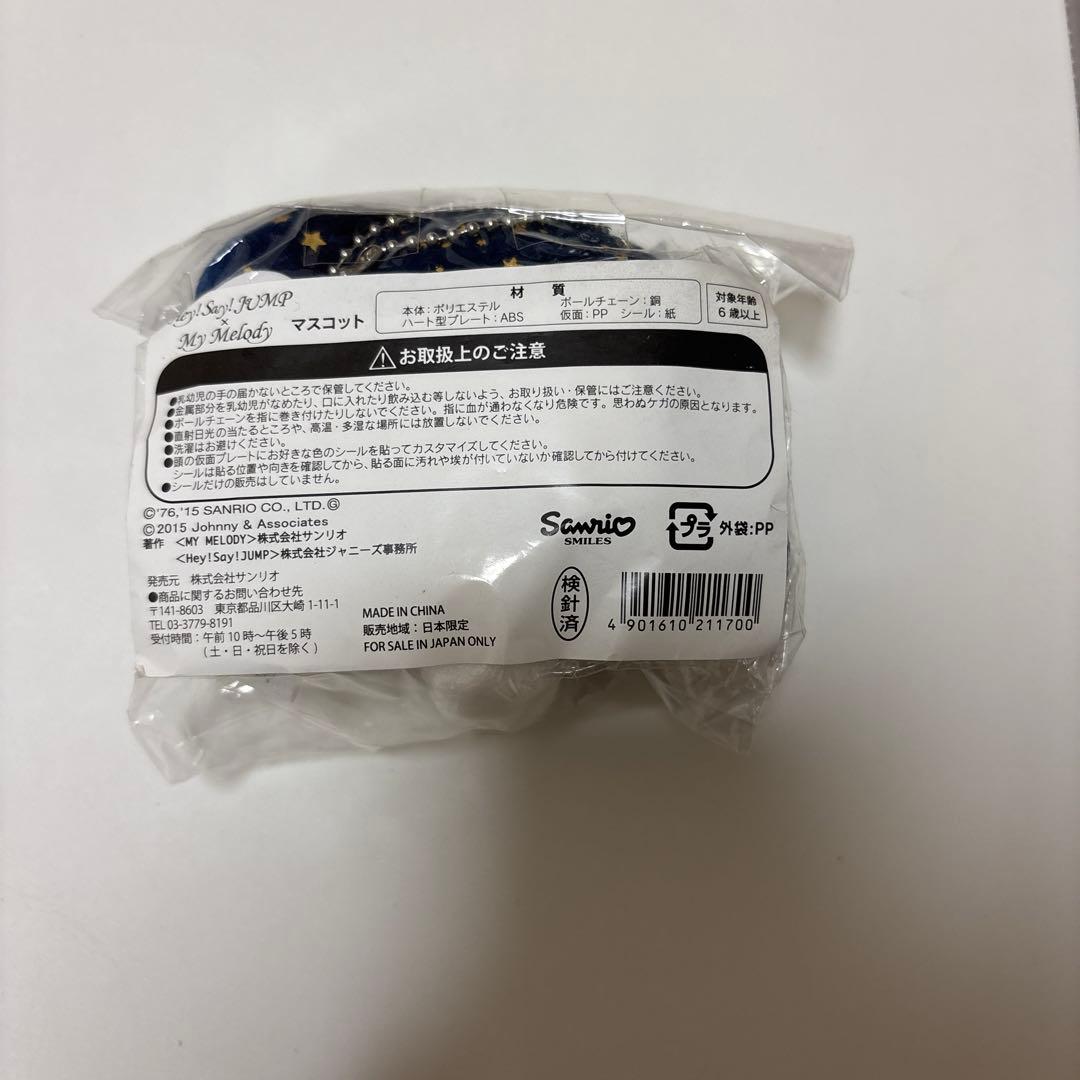 Hey! Say! JUMP
×
My Melody
マスコット
材　質
本体：ポリエステル　ボールチェーン：銅
ハート型プレート：ABS　仮面：PP　シール：紙
対象年齢
6歳以上
お取扱上のご注意
●乳幼児の手の届かないところで保管してください。
●金属部分を乳幼児がなめたり、口に入れたり飲み込む等しないよう、お取り扱い・保管にはご注意ください。
●ボールチェーンを指に巻き付けたりしないでください。指に血が通わなくなり危険です。思わぬケガの原因となります。
●直射日光の当たるところや、高温・多湿な場所には放置しないでください。
●洗濯はお避けください。
●頭の仮面プレートにお好きな色のシールを貼ってカスタマイズしてください。
シールは貼る位置や向きを確認してから、貼る面に汚れや埃が付いていないか確認してから付けてください。
●シールだけの販売はしていません。
©'76,'15 SANRIO CO., LTD.Ⓖ
©2015 Johnny & Associates
著作　<MY MELODY>株式会社サンリオ
<Hey!Say!JUMP>株式会社ジャニーズ事務所
Sanrio
SMILES
プラ
外袋:PP
発売元　株式会社サンリオ
●商品に関するお問い合わせ先
〒141-8603　東京都品川区大崎 1-11-1
TEL 03-3779-8191
受付時間：午前10時～午後5時
（土・日・祝日を除く）
MADE IN CHINA
販売地域：日本限定
FOR SALE IN JAPAN ONLY
検針済
4 901610 211700